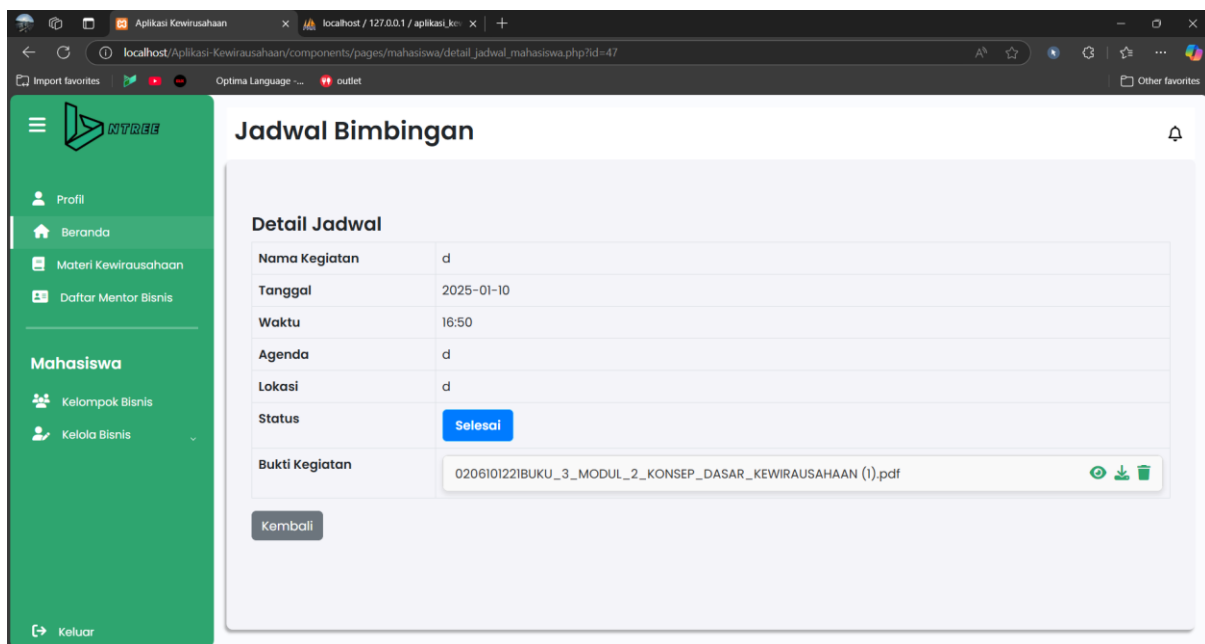 Aplikasi Kewirausahaan
localhost / 127.0.0.1 / aplikasi_ke
localhost/Aplikasi-Kewirausahaan/components/pages/mahasiswa/detail_jadwal_mahasiswa.php?id=47
Import favorites
Optima Language -...
outlet
Other favorites
NTREE
Jadwal Bimbingan
Profil
Beranda
Materi Kewirausahaan
Daftar Mentor Bisnis
Mahasiswa
Kelompok Bisnis
Kelola Bisnis
Keluar
Detail Jadwal
Nama Kegiatan d
Tanggal 2025-01-10
Waktu 16:50
Agenda d
Lokasi d
Status Selesai
Bukti Kegiatan 0206101221BUKU_3_MODUL_2_KONSEP_DASAR_KEWIRAUSAHAAN (1).pdf
Kembali